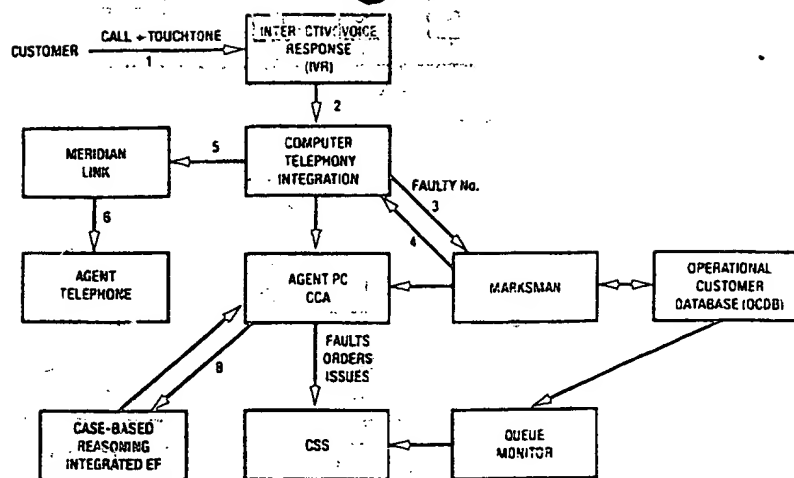 CALL + TOUCHTONE
CUSTOMER
1
INTERACTIVE VOICE
RESPONSE
(IVR)
2
MERIDIAN
LINK
5
COMPUTER
TELEPHONY
INTEGRATION
FAULTY No.
3
4
6
AGENT
TELEPHONE
AGENT PC
CCA
MARKSMAN
OPERATIONAL
CUSTOMER
DATABASE (OCDB)
8
FAULTS
ORDERS
ISSUES
CASE-BASED
REASONING
INTEGRATED EF
CSS
QUEUE
MONITOR